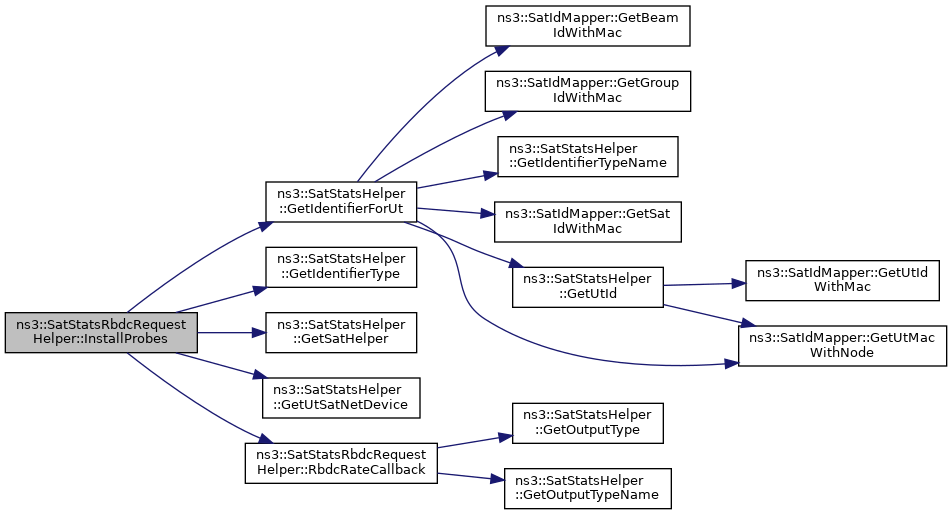 ns3::SatStatsRbdcRequest
Helper::InstallProbes
ns3::SatStatsHelper
::GetIdentifierForUt
ns3::SatStatsHelper
::GetIdentifierType
ns3::SatStatsHelper
::GetSatHelper
ns3::SatStatsHelper
::GetUtSatNetDevice
ns3::SatStatsRbdcRequest
Helper::RbdcRateCallback
ns3::SatIdMapper::GetBeam
IdWithMac
ns3::SatIdMapper::GetGroup
IdWithMac
ns3::SatStatsHelper
::GetIdentifierTypeName
ns3::SatIdMapper::GetSat
IdWithMac
ns3::SatStatsHelper
::GetUtId
ns3::SatStatsHelper
::GetOutputType
ns3::SatStatsHelper
::GetOutputTypeName
ns3::SatIdMapper::GetUtId
WithMac
ns3::SatIdMapper::GetUtMac
WithNode